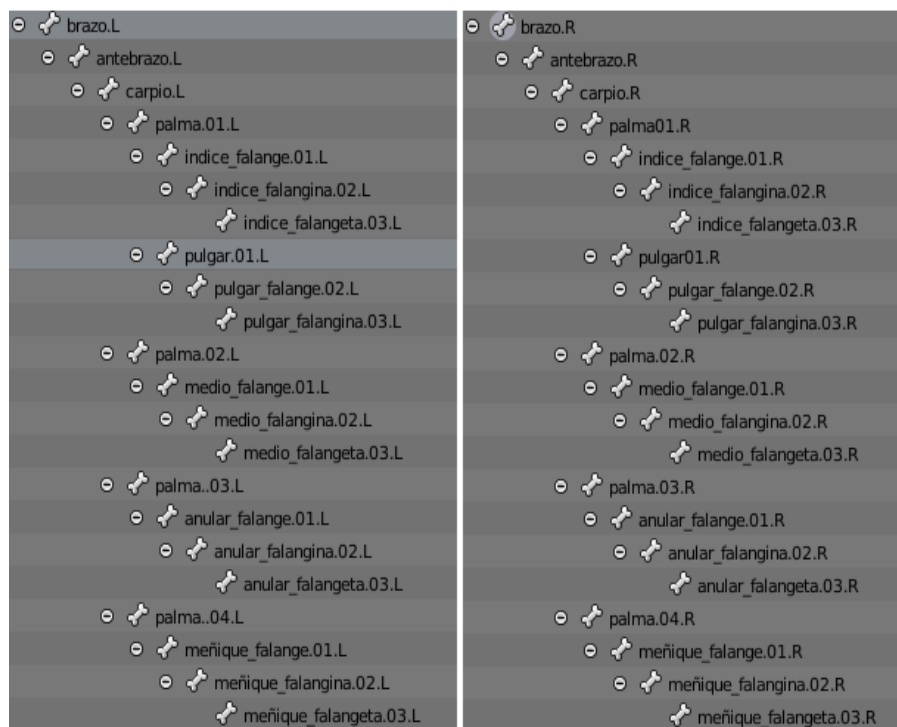 brazo.L
antebrazo.L
carpio.L
palma.01.L
indice_falange.01.L
indice_falangina.02.L
indice_falangeta.03.L
pulgar.01.L
pulgar_falange.02.L
pulgar_falangina.03.L
palma.02.L
medio_falange.01.L
medio_falangina.02.L
medio_falangeta.03.L
palma..03.L
anular_falange.01.L
anular_falangina.02.L
anular_falangeta.03.L
palma..04.L
meñique_falange.01.L
meñique_falangina.02.L
meñique_falangeta.03.L
brazo.R
antebrazo.R
carpio.R
palma01.R
indice_falange.01.R
indice_falangina.02.R
indice_falangeta.03.R
pulgar01.R
pulgar_falange.02.R
pulgar_falangina.03.R
palma.02.R
medio_falange.01.R
medio_falangina.02.R
medio_falangeta.03.R
palma.03.R
anular_falange.01.R
anular_falangina.02.R
anular_falangeta.03.R
palma.04.R
meñique_falange.01.R
meñique_falangina.02.R
meñique_falangeta.03.R